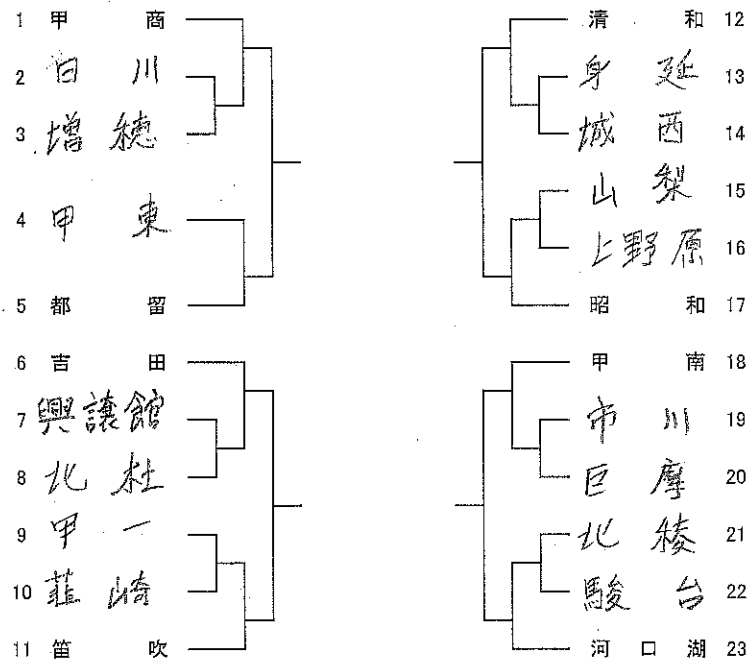 1 甲商
2 日川
3 増穂
4 甲東
5 都留
6 吉田
7 興譲館
8 北杜
9 甲一
10 韮崎
11 笛吹
清和 12
身延 13
城西 14
山梨 15
上野原 16
昭和 17
甲南 18
市川 19
巨摩 20
北稜 21
駿台 22
河口湖 23